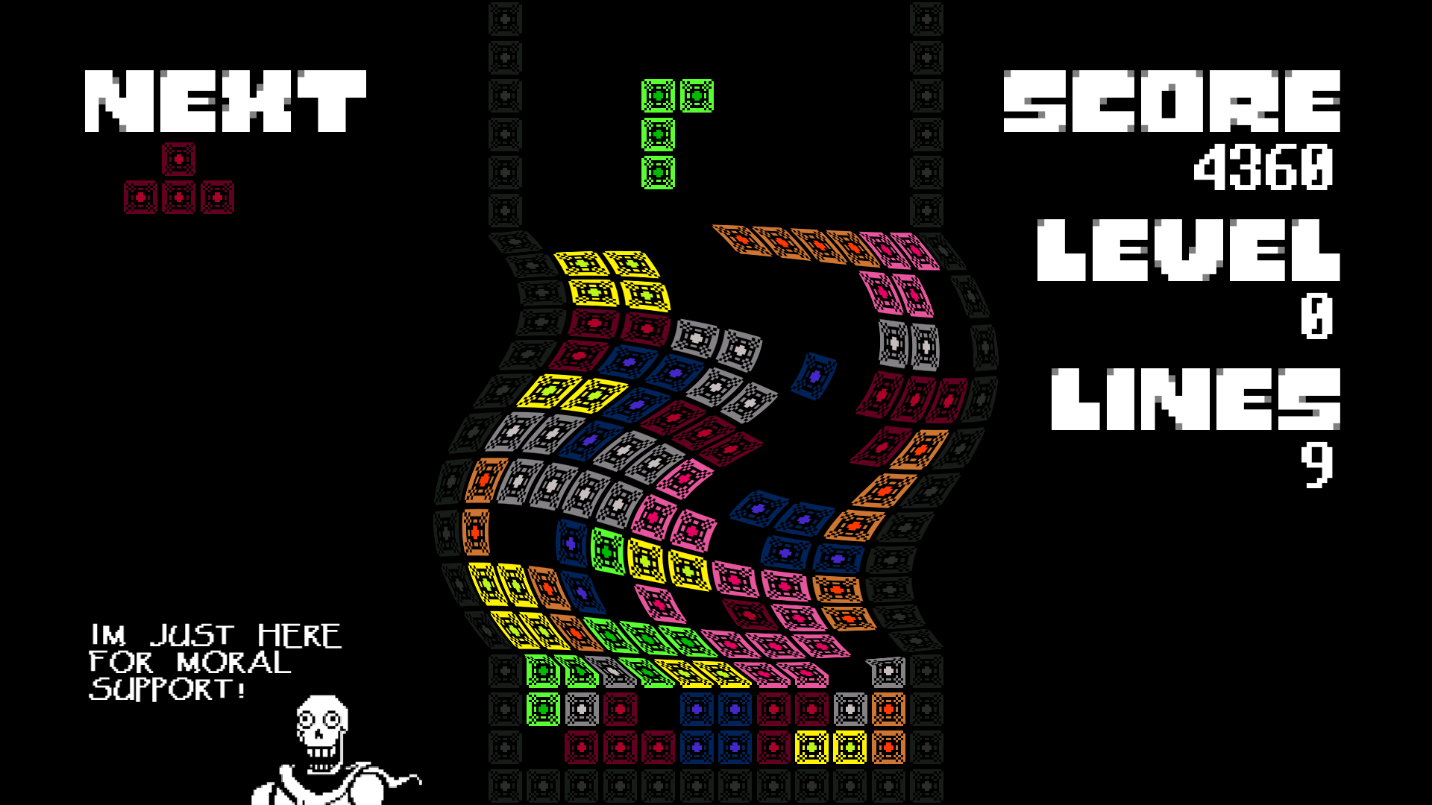 NEXT
SCORE
4360
LEVEL
0
LINES
9
IM JUST HERE
FOR MORAL
SUPPORT!